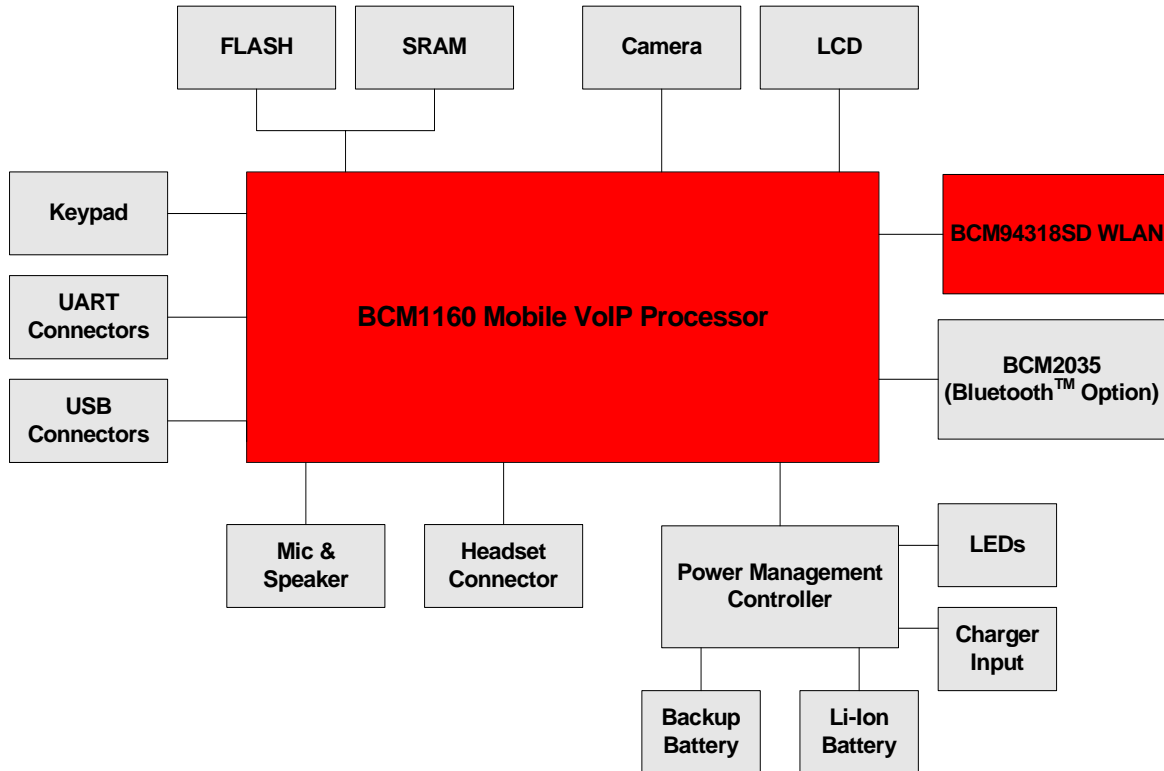 FLASH
SRAM
Camera
LCD
Keypad
BCM94318SD WLAN
UART
Connectors
BCM1160 Mobile VoIP Processor
BCM2035
(Bluetooth™ Option)
USB
Connectors
Mic &
Speaker
Headset
Connector
Power Management
Controller
LEDs
Charger
Input
Backup
Battery
Li-Ion
Battery